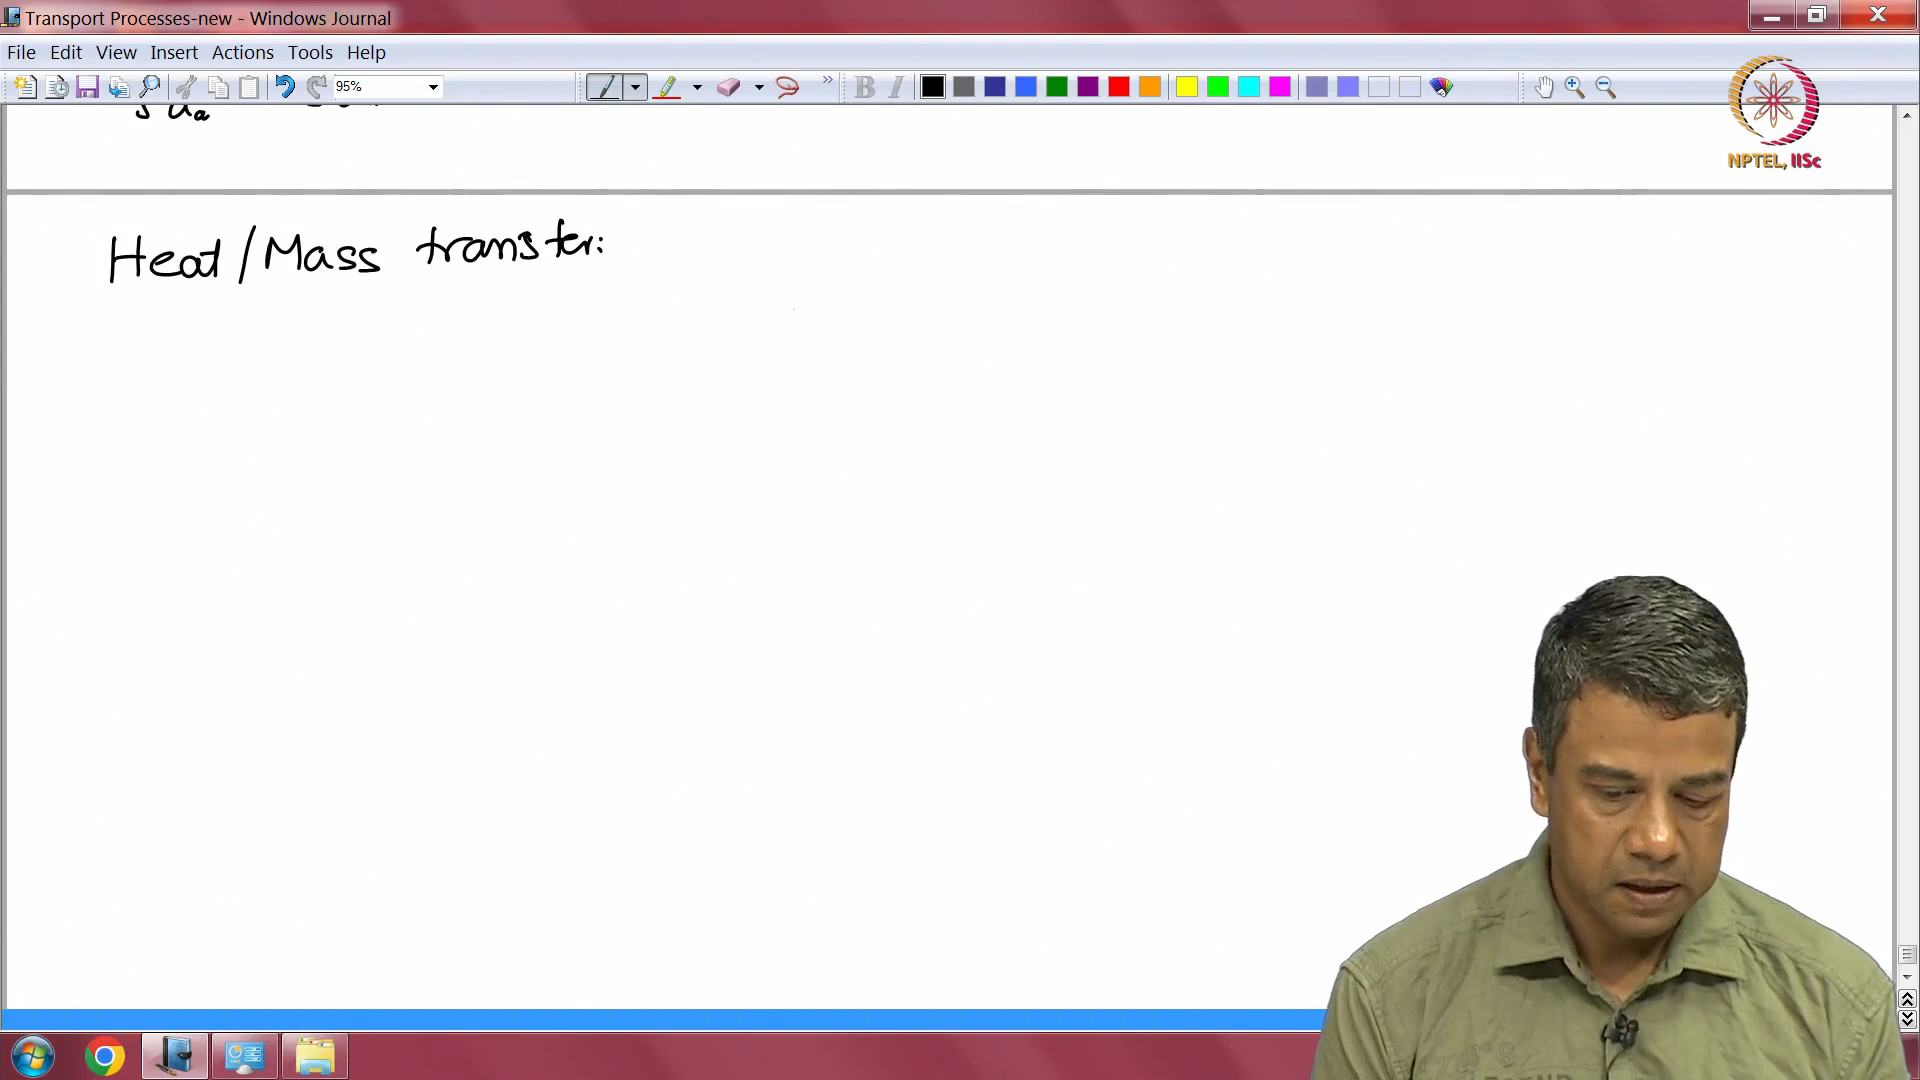 Transport Processes-new - Windows Journal
File Edit View Insert Actions Tools Help
95%
B I
NPTEL, IISc
Heat/Mass transfer: